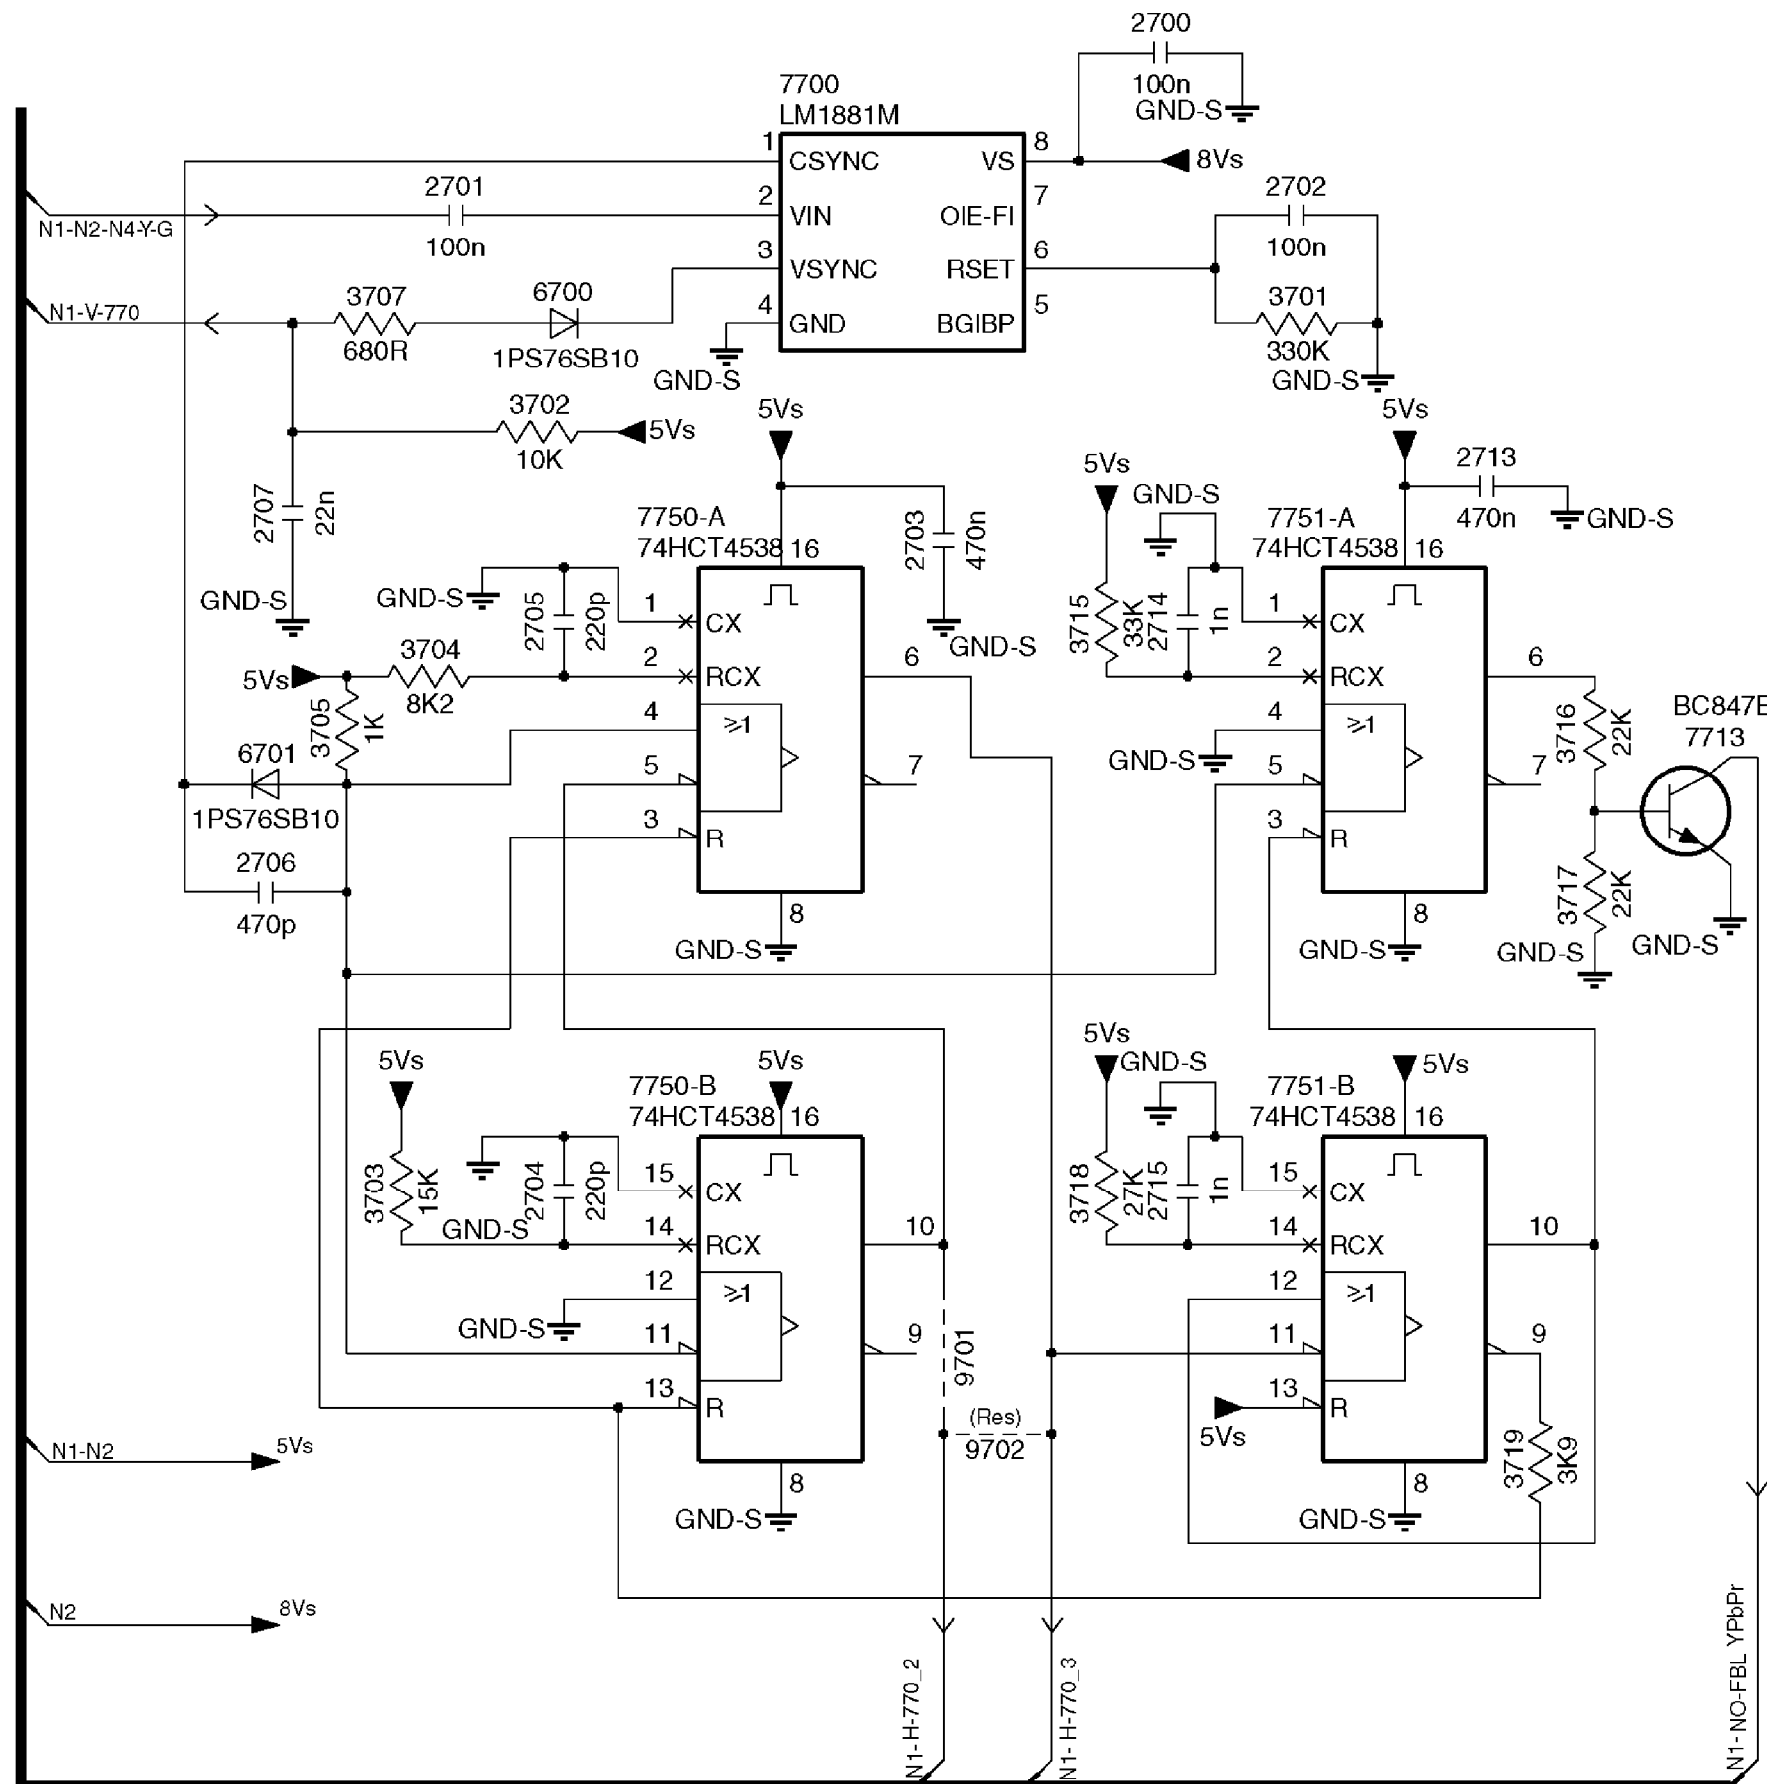 2700
100n
GND-S
7700
LM1881M
1
CSYNC
VS
8
8Vs
2701
100n
N1-N2-N4-Y-G
2
VIN
OIE-FI
7
2702
100n
3
VSYNC
RSET
6
N1-V-770
3707
680R
6700
1PS76SB10
4
GND
BGIBP
5
GND-S
3701
330K
GND-S
3702
10K
5Vs
2707
22n
GND-S
5Vs
7750-A
74HCT4538
16
2703
470n
GND-S
GND-S
2705
220p
1
CX
2
RCX
6
5Vs
3704
8K2
3705
1K
4
≥1
5
7
3
R
6701
1PS76SB10
2706
470p
8
GND-S
5Vs
2713
470n
GND-S
5Vs
GND-S
7751-A
74HCT4538
16
3715
33K
2714
1n
1
CX
2
RCX
6
4
≥1
GND-S
5
7
3
R
8
GND-S
3716
22K
BC847B
7713
3717
22K
GND-S
GND-S
5Vs
7750-B
74HCT4538
16
5Vs
3703
15K
2704
220p
GND-S
15
CX
14
RCX
10
12
≥1
GND-S
11
9
13
R
8
GND-S
9701
(Res)
9702
5Vs
GND-S
7751-B
74HCT4538
16
5Vs
3718
27K
2715
1n
15
CX
14
RCX
10
12
≥1
11
9
13
R
5Vs
3719
3K9
8
GND-S
N1-N2
5Vs
N2
8Vs
N1-H-770_2
N1- H-770_3
N1- NO-FBL YPbPr